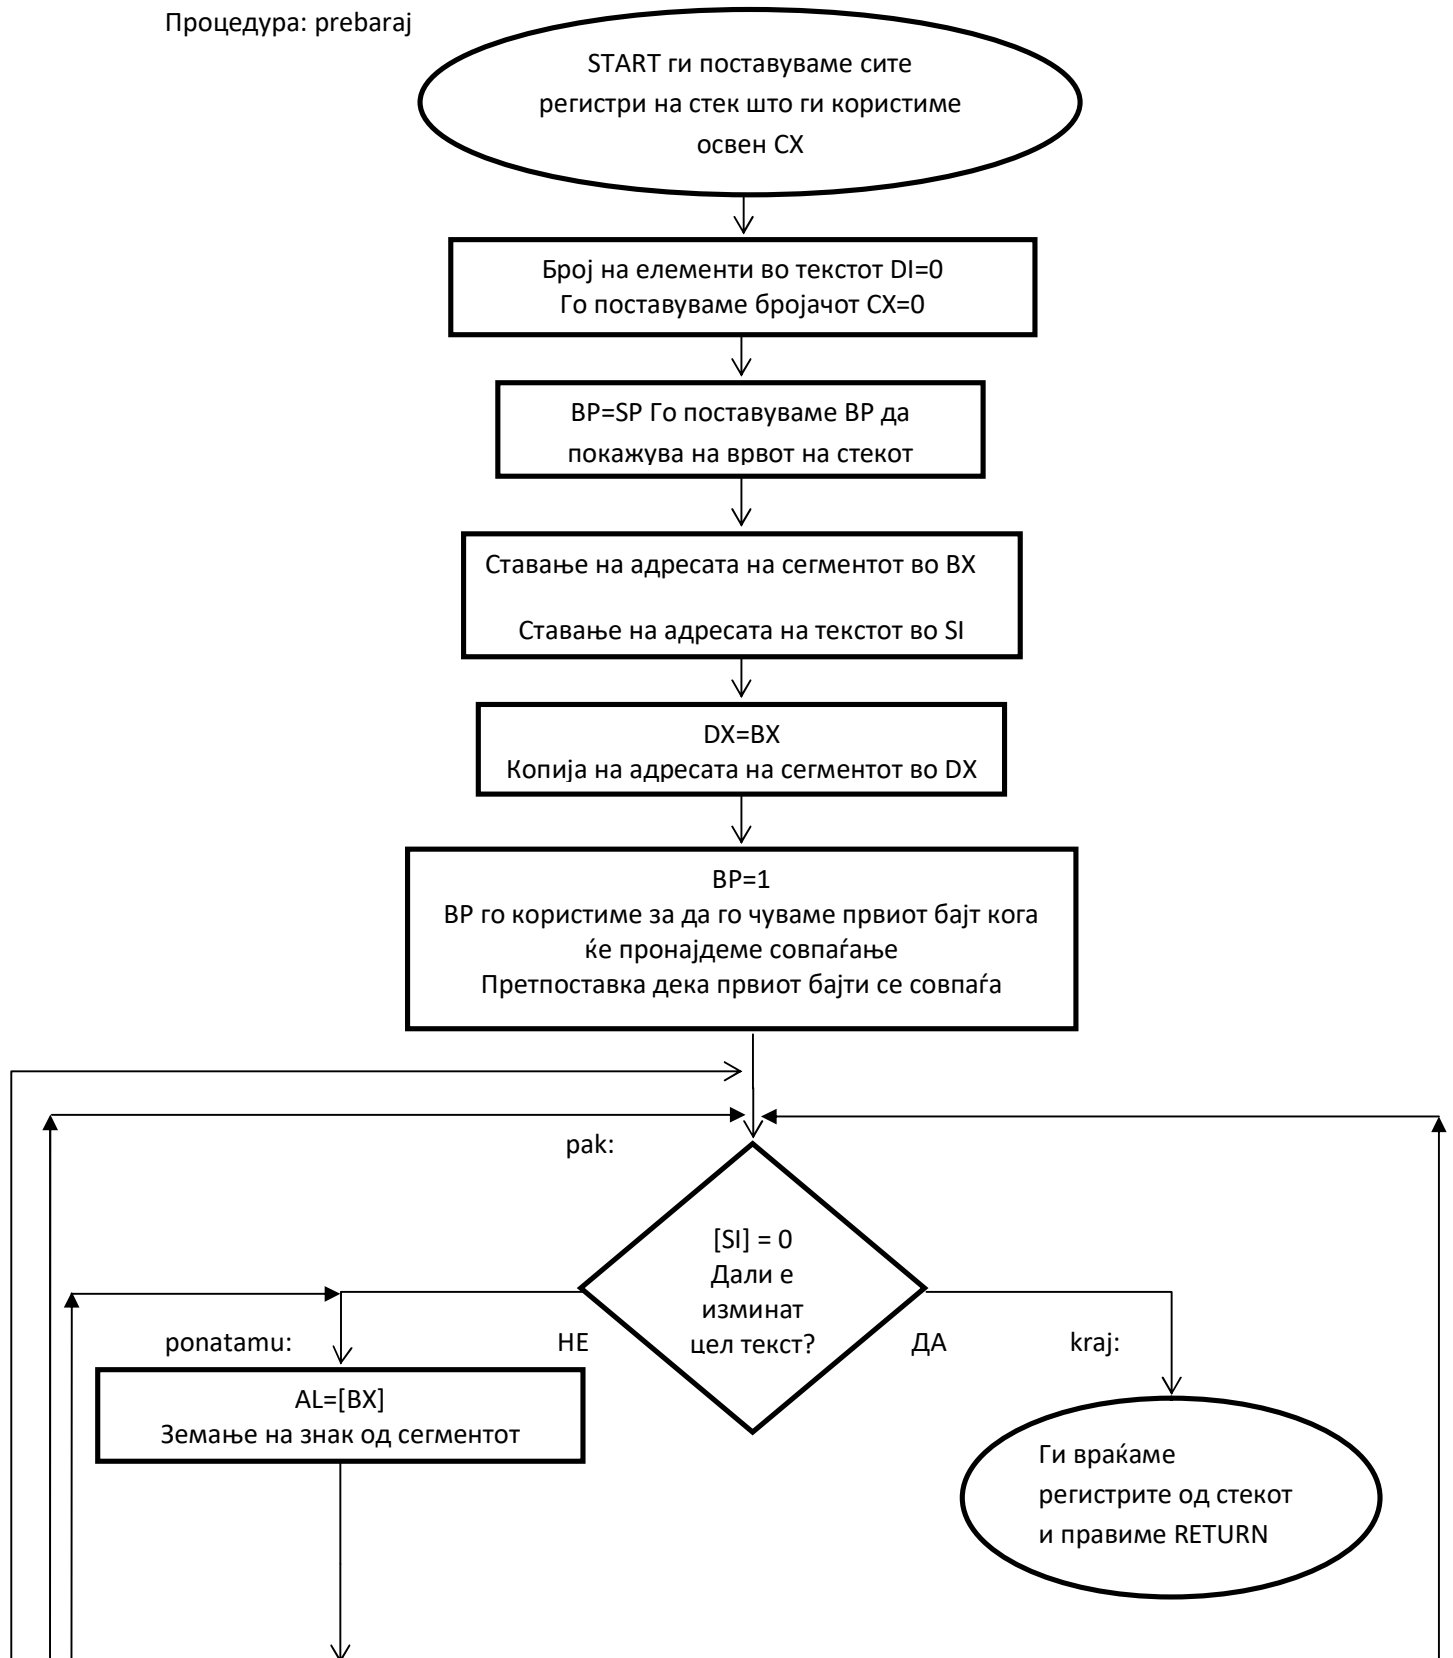 Процедура: prebaraj
START ги поставуваме сите
регистри на стек што ги користиме
освен CX
Број на елементи во текстот DI=0
Го поставуваме бројачот CX=0
BP=SP Го поставуваме BP да
покажува на врвот на стекот
Ставање на адресата на сегментот во BX
Ставање на адресата на текстот во SI
DX=BX
Копија на адресата на сегментот во DX
BP=1
BP го користиме за да го чуваме првиот бајт кога
ќе пронајдеме совпаѓање
Претпоставка дека првиот бајти се совпаѓа
pak:
[SI] = 0
Дали е
изминат
цел текст?
ponatamu:
НЕ
ДА
kraj:
AL=[BX]
Земање на знак од сегментот
Ги враќаме
регистрите од стекот
и правиме RETURN